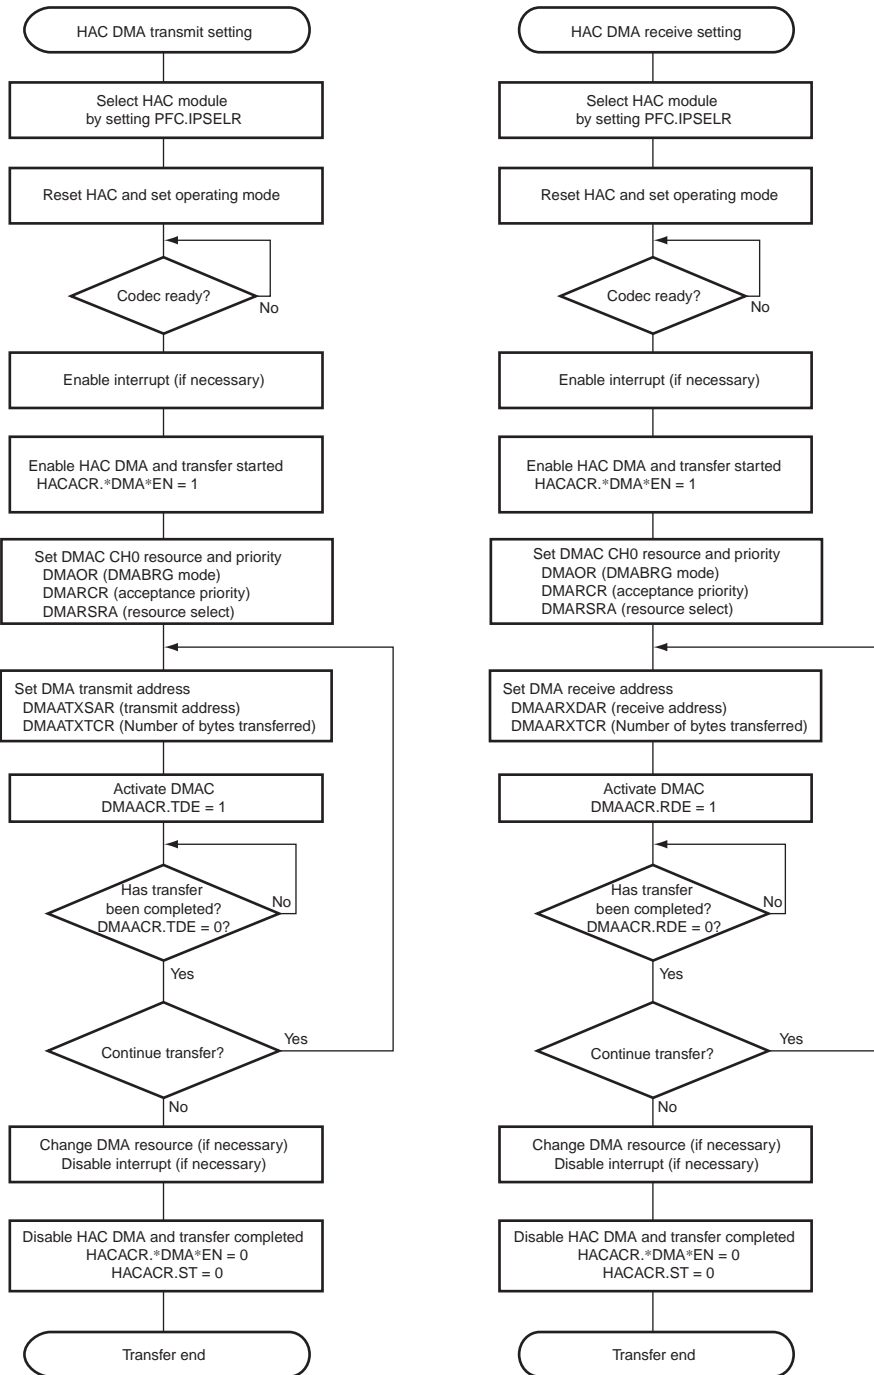 HAC DMA transmit setting
Select HAC module
by setting PFC.IPSELR
Reset HAC and set operating mode
Codec ready?
No
Enable interrupt (if necessary)
Enable HAC DMA and transfer started
HACACR.*DMA*EN = 1
Set DMAC CH0 resource and priority
DMAOR (DMABRG mode)
DMARCR (acceptance priority)
DMARSRA (resource select)
Set DMA transmit address
DMAATXSAR (transmit address)
DMAATXTCR (Number of bytes transferred)
Activate DMAC
DMAACR.TDE = 1
Has transfer
been completed?
DMAACR.TDE = 0?
No
Yes
Continue transfer?
Yes
No
Change DMA resource (if necessary)
Disable interrupt (if necessary)
Disable HAC DMA and transfer completed
HACACR.*DMA*EN = 0
HACACR.ST = 0
Transfer end
HAC DMA receive setting
Select HAC module
by setting PFC.IPSELR
Reset HAC and set operating mode
Codec ready?
No
Enable interrupt (if necessary)
Enable HAC DMA and transfer started
HACACR.*DMA*EN = 1
Set DMAC CH0 resource and priority
DMAOR (DMABRG mode)
DMARCR (acceptance priority)
DMARSRA (resource select)
Set DMA receive address
DMAARXDAR (receive address)
DMAARXTCR (Number of bytes transferred)
Activate DMAC
DMAACR.RDE = 1
Has transfer
been completed?
DMAACR.RDE = 0?
No
Yes
Continue transfer?
Yes
No
Change DMA resource (if necessary)
Disable interrupt (if necessary)
Disable HAC DMA and transfer completed
HACACR.*DMA*EN = 0
HACACR.ST = 0
Transfer end